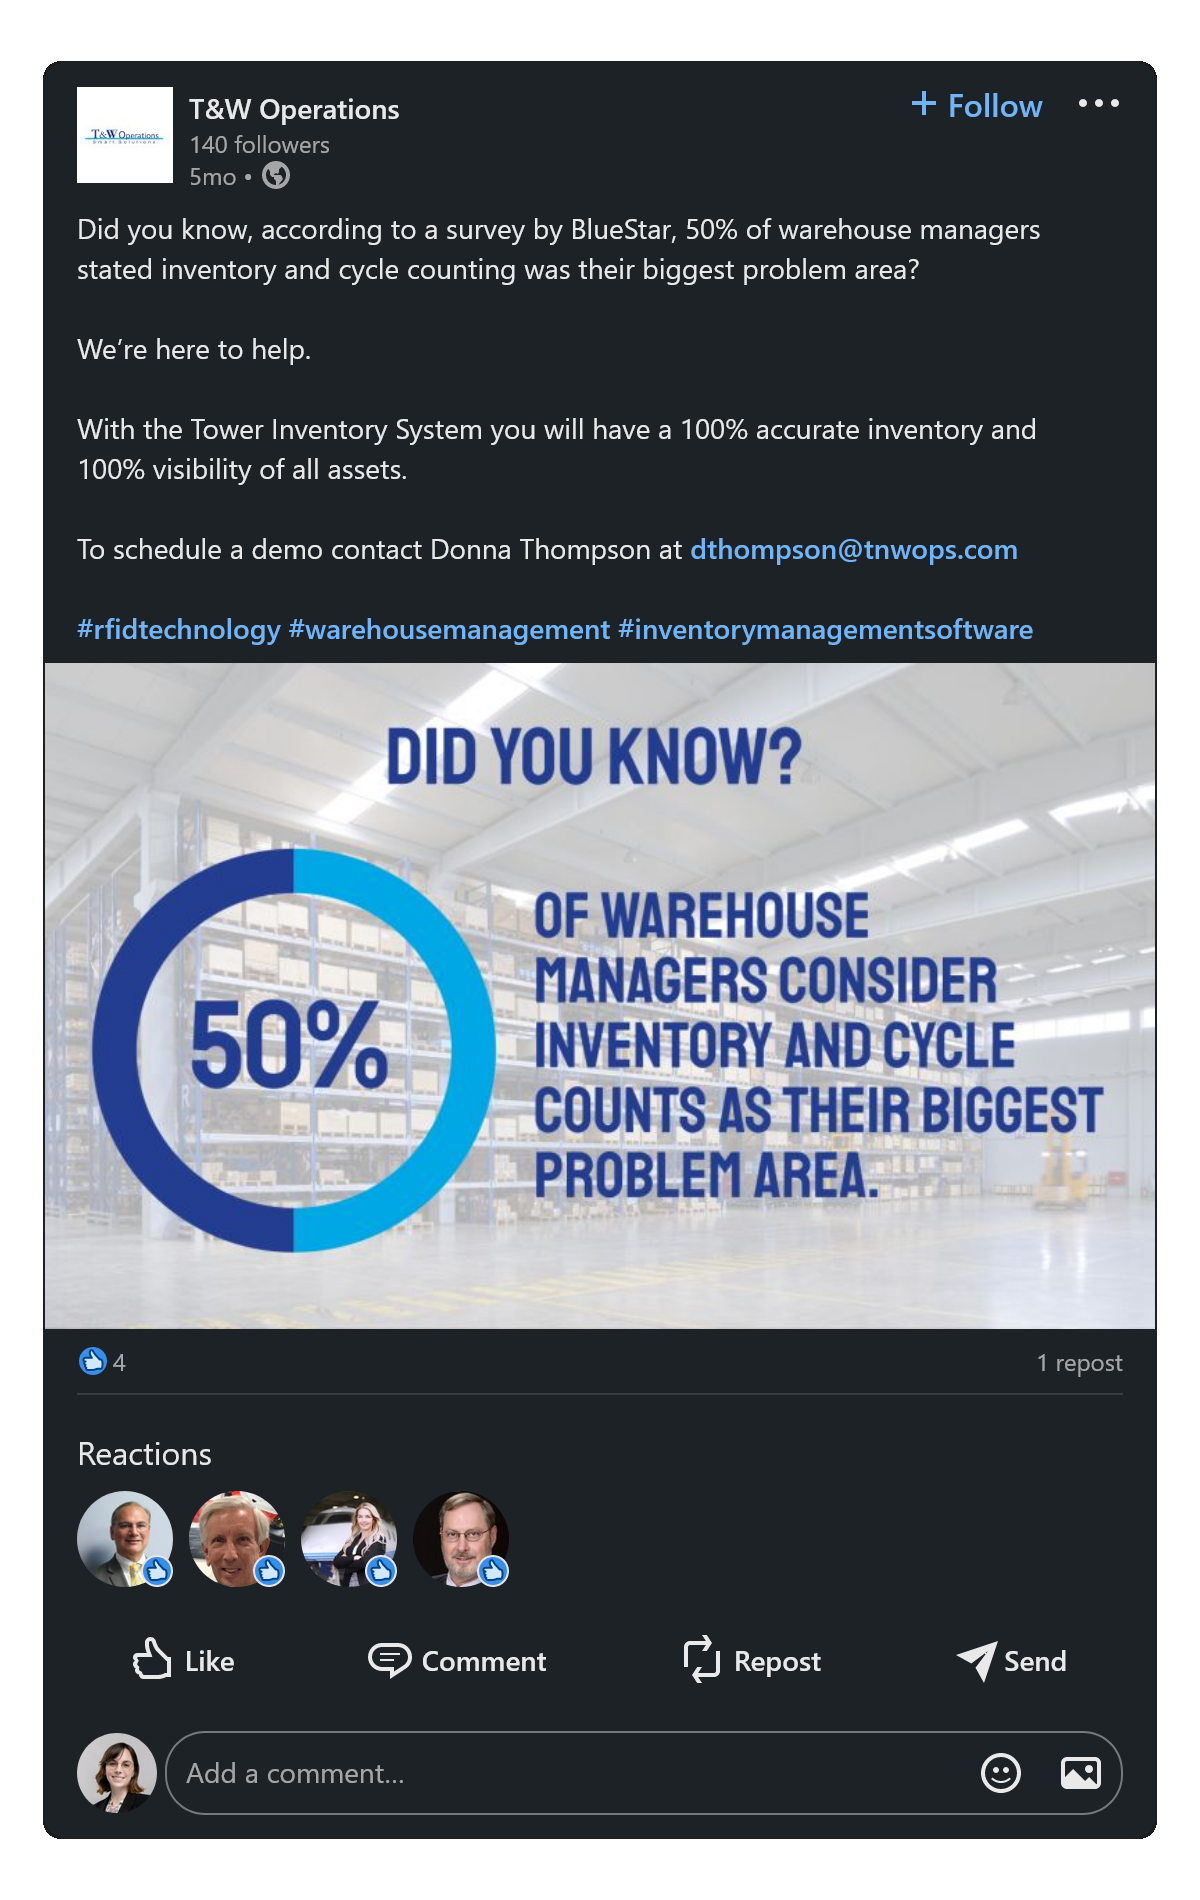 T&W Operations
Smart Solutions
T&W Operations
140 followers
5mo •
+ Follow
Did you know, according to a survey by BlueStar, 50% of warehouse managers
stated inventory and cycle counting was their biggest problem area?
We’re here to help.
With the Tower Inventory System you will have a 100% accurate inventory and
100% visibility of all assets.
To schedule a demo contact Donna Thompson at dthompson@tnwops.com
#rfidtechnology #warehousemanagement #inventorymanagementsoftware
DID YOU KNOW?
50%
OF WAREHOUSE
MANAGERS CONSIDER
INVENTORY AND CYCLE
COUNTS AS THEIR BIGGEST
PROBLEM AREA.
4
1 repost
Reactions
Like
Comment
Repost
Send
Add a comment...